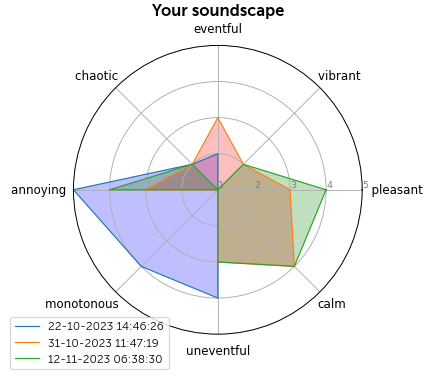 Your soundscape
eventful
chaotic
vibrant
annoying
1 2 3 4 5
pleasant
monotonous
calm
uneventful
22-10-2023 14:46:26
31-10-2023 11:47:19
12-11-2023 06:38:30